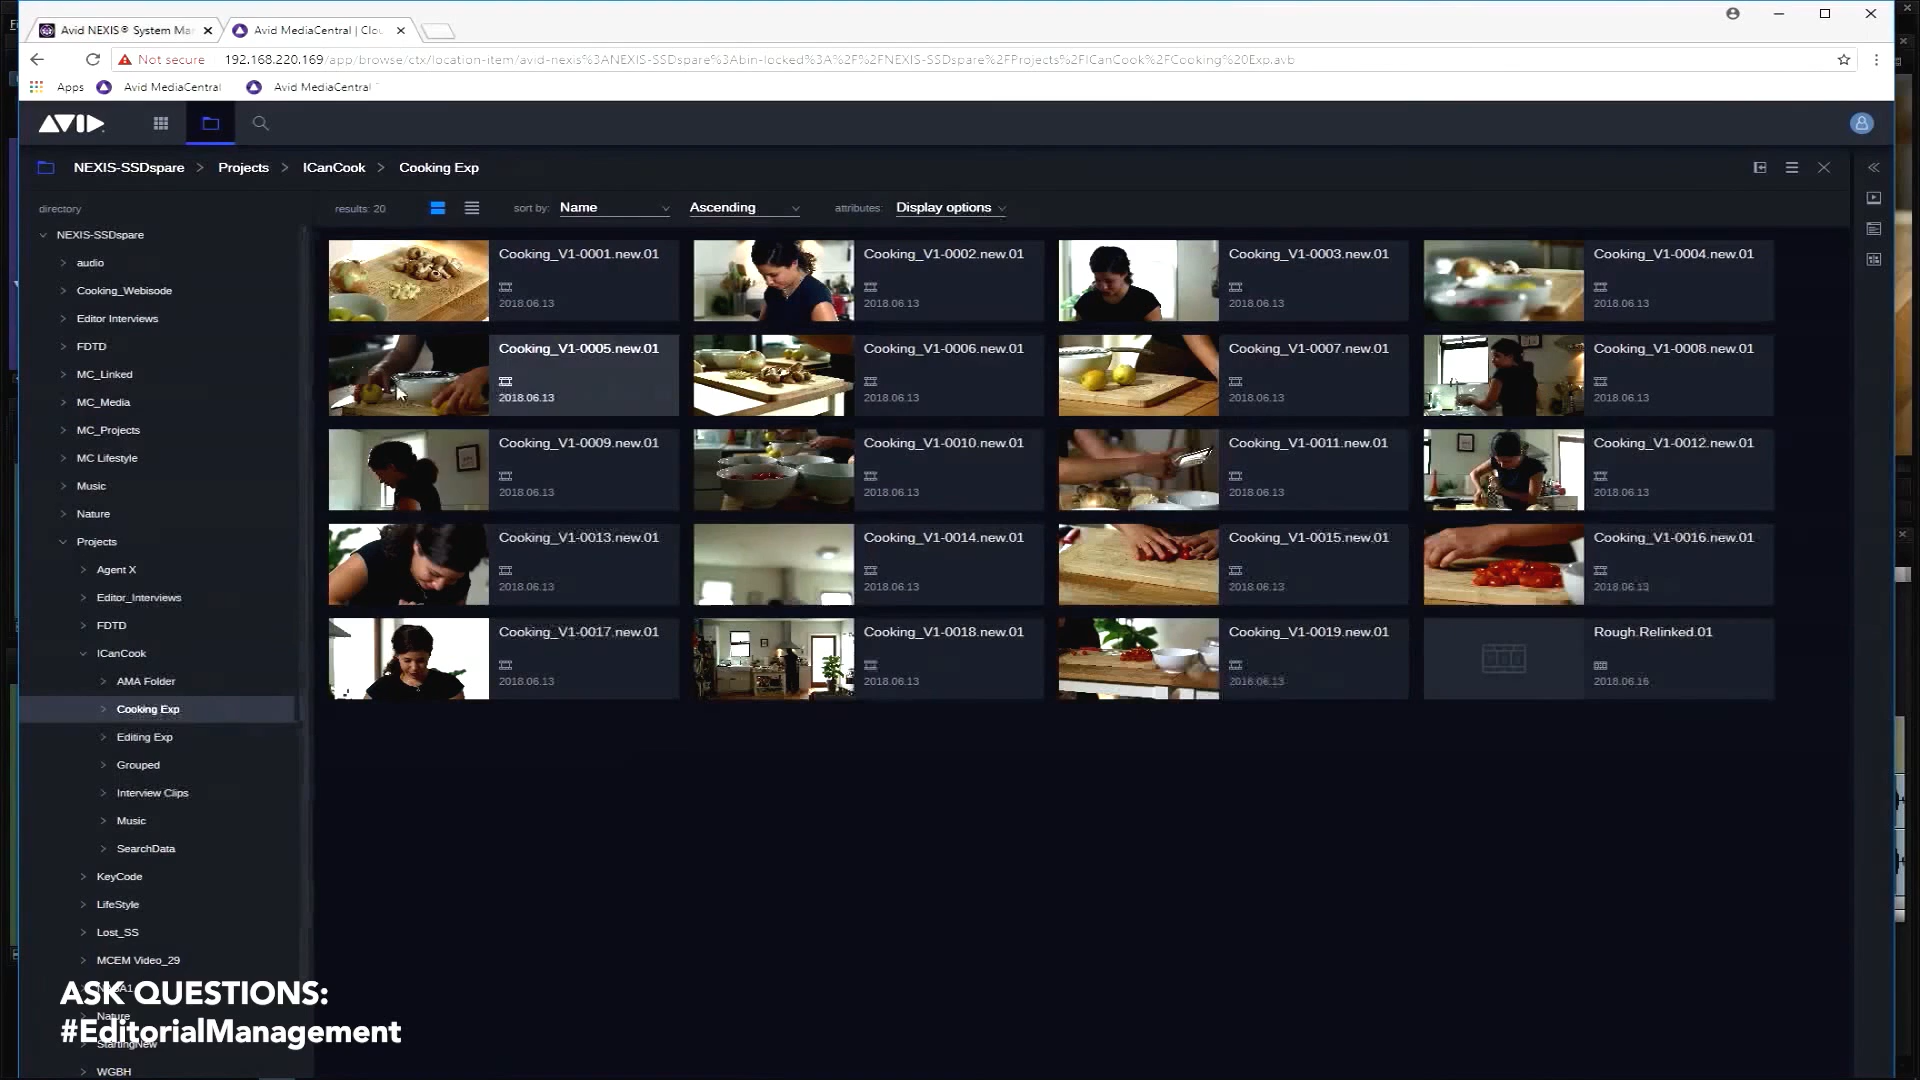 Avid NEXIS® System Ma
Avid MediaCentral | Clou
Not secure
192.168.220.169/app/browse/ctx/location-item/avid-nexis%3ANEXIS-SSDspare%3Abin-locked%3A%2F%2FNEXIS-SSDspare%2FProjects%2FICanCook%2FCooking%20Exp.avb
Apps
Avid MediaCentral
Avid MediaCentral
AVID
NEXIS-SSDspare > Projects > ICanCook > Cooking Exp
directory
results: 20
sort by: Name
Ascending
attributes: Display options
NEXIS-SSDspare
audio
Cooking_Webisode
Editor Interviews
FDTD
MC_Linked
MC_Media
MC_Projects
MC Lifestyle
Music
Nature
Projects
Agent X
Editor_Interviews
FDTD
ICanCook
AMA Folder
Cooking Exp
Editing Exp
Grouped
Interview Clips
Music
SearchData
KeyCode
LifeStyle
Lost_SS
MCEM Video_29
Nature
StartingNew
WGBH
Cooking_V1-0001.new.01
2018.06.13
Cooking_V1-0002.new.01
2018.06.13
Cooking_V1-0003.new.01
2018.06.13
Cooking_V1-0004.new.01
2018.06.13
Cooking_V1-0005.new.01
2018.06.13
Cooking_V1-0006.new.01
2018.06.13
Cooking_V1-0007.new.01
2018.06.13
Cooking_V1-0008.new.01
2018.06.13
Cooking_V1-0009.new.01
2018.06.13
Cooking_V1-0010.new.01
2018.06.13
Cooking_V1-0011.new.01
2018.06.13
Cooking_V1-0012.new.01
2018.06.13
Cooking_V1-0013.new.01
2018.06.13
Cooking_V1-0014.new.01
2018.06.13
Cooking_V1-0015.new.01
2018.06.13
Cooking_V1-0016.new.01
2018.06.13
Cooking_V1-0017.new.01
2018.06.13
Cooking_V1-0018.new.01
2018.06.13
Cooking_V1-0019.new.01
2018.06.13
Rough.Relinked.01
2018.06.16
ASK QUESTIONS:
#EditorialManagement